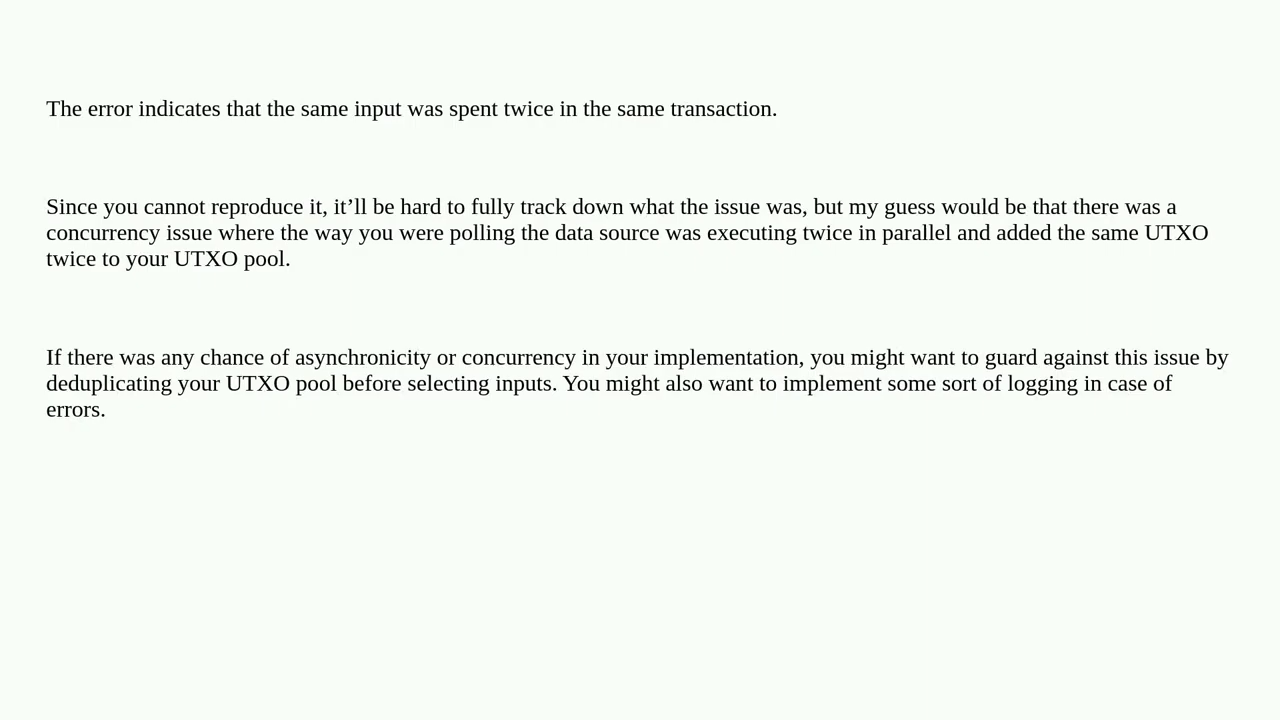 The error indicates that the same input was spent twice in the same transaction.
Since you cannot reproduce it, it’ll be hard to fully track down what the issue was, but my guess would be that there was a
concurrency issue where the way you were polling the data source was executing twice in parallel and added the same UTXO
twice to your UTXO pool.
If there was any chance of asynchronicity or concurrency in your implementation, you might want to guard against this issue by
deduplicating your UTXO pool before selecting inputs. You might also want to implement some sort of logging in case of
errors.